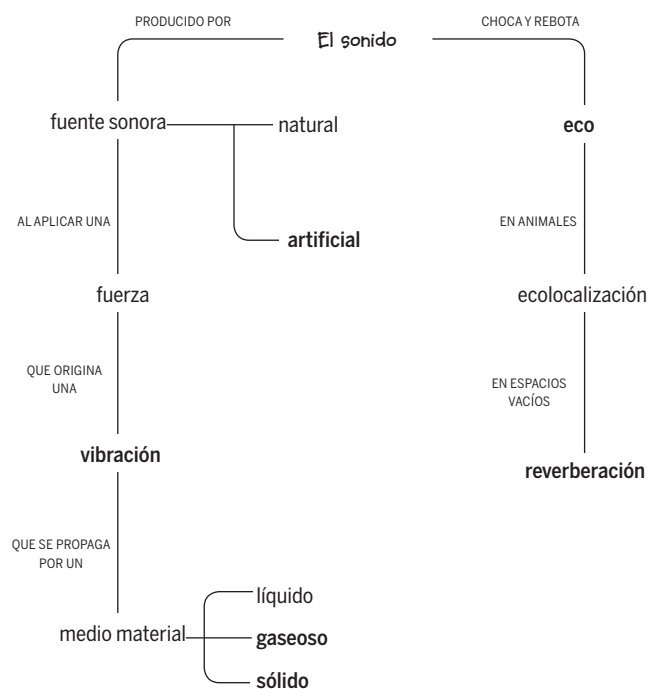 PRODUCIDO POR
El sonido
CHOCA Y REBOTA
fuente sonora
natural
eco
AL APLICAR UNA
artificial
EN ANIMALES
fuerza
ecolocalización
QUE ORIGINA
UNA
EN ESPACIOS
VACÍOS
vibración
reverberación
QUE SE PROPAGA
POR UN
líquido
medio material
gaseoso
sólido